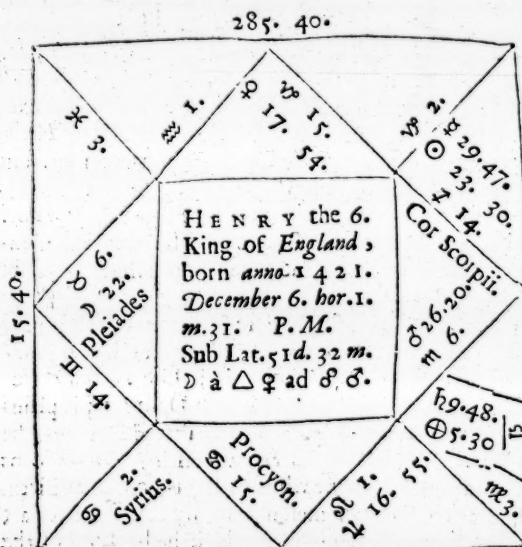 285. 40.
♓ 3.
♒ 1.
♀ 17. 54.
♑ 15.
♑ 2.
☿ 29. 47.
☉ 23. 30.
♐ 14.
Cor Scorpii.
HENRY the 6.
King of England,
born anno 1421.
December 6. hor. 1.
m. 31. P. M.
Sub Lat. 51d. 32 m.
☽ à △ ♀ ad ☍ ♂.
15. 40.
♉ 6.
☽ 22.
Pleiades
♊ 14.
♂ 26. 20.
♏ 6.
♄ 9. 48.
⊕ 5. 30
♍ 3.
♋ 2.
Syrius.
Procyon.
♋ 15.
♌ 1.
♃ 16. 55.